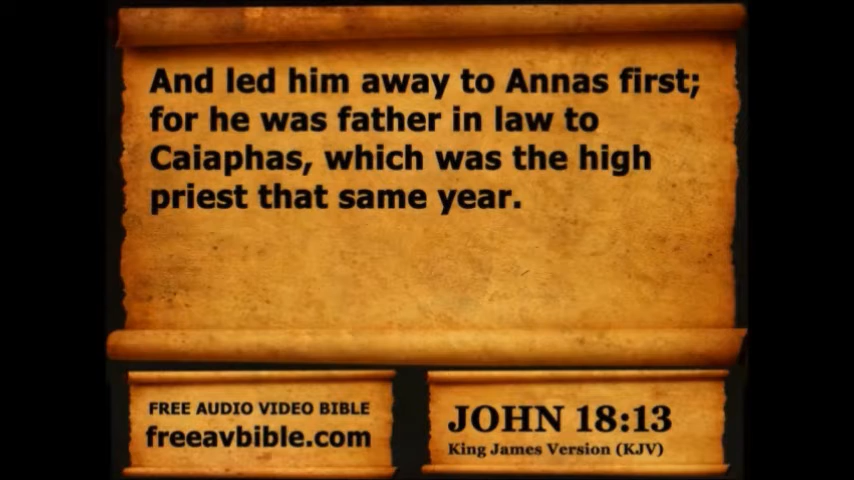 And led him away to Annas first;
for he was father in law to
Caiaphas, which was the high
priest that same year.
FREE AUDIO VIDEO BIBLE
freeavbible.com
JOHN 18:13
King James Version (KJV)